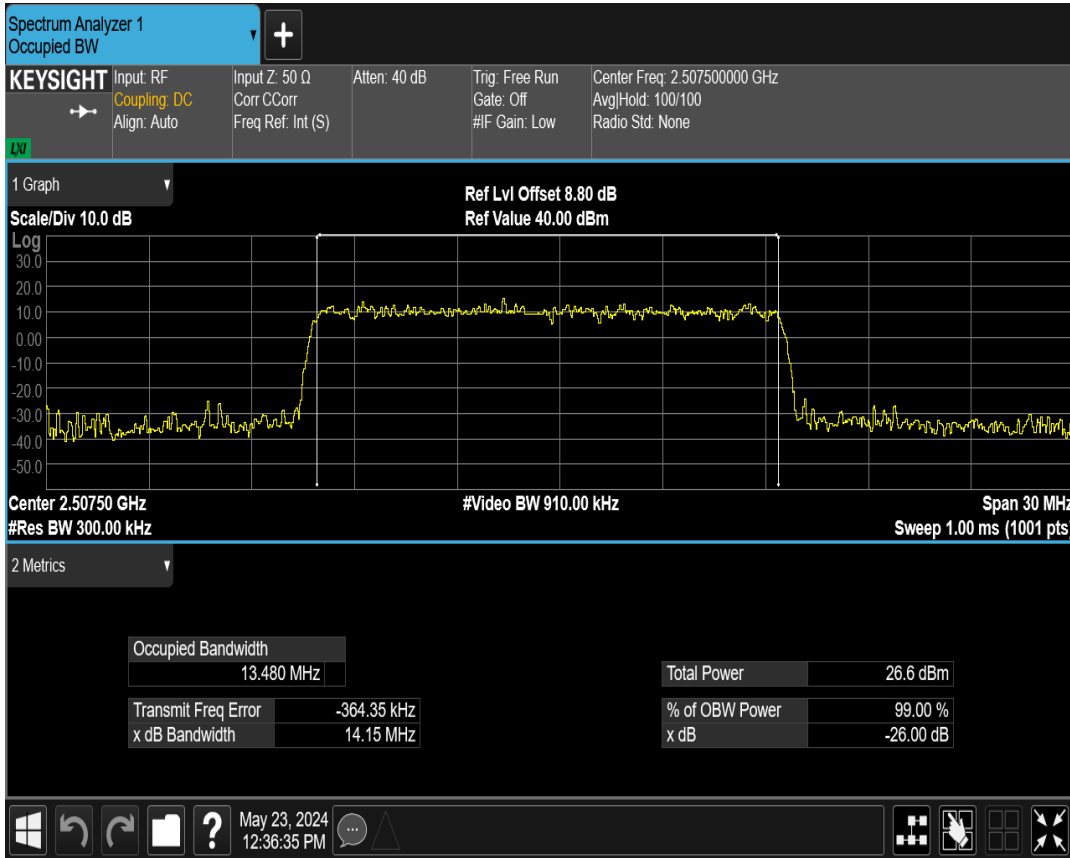 Spectrum Analyzer 1
Occupied BW
+
KEYSIGHT
LXI
Input: RF
Coupling: DC
Align: Auto
Input Z: 50 Ω
Corr CCorr
Freq Ref: Int (S)
Atten: 40 dB
Trig: Free Run
Gate: Off
#IF Gain: Low
Center Freq: 2.507500000 GHz
Avg|Hold: 100/100
Radio Std: None
1 Graph
Scale/Div 10.0 dB
Ref Lvl Offset 8.80 dB
Ref Value 40.00 dBm
Log
30.0
20.0
10.0
0.00
-10.0
-20.0
-30.0
-40.0
-50.0
Center 2.50750 GHz
#Res BW 300.00 kHz
#Video BW 910.00 kHz
Span 30 MHz
Sweep 1.00 ms (1001 pts)
2 Metrics
Occupied Bandwidth
13.480 MHz
Transmit Freq Error -364.35 kHz
x dB Bandwidth 14.15 MHz
Total Power 26.6 dBm
% of OBW Power 99.00 %
x dB -26.00 dB
?
May 23, 2024
12:36:35 PM